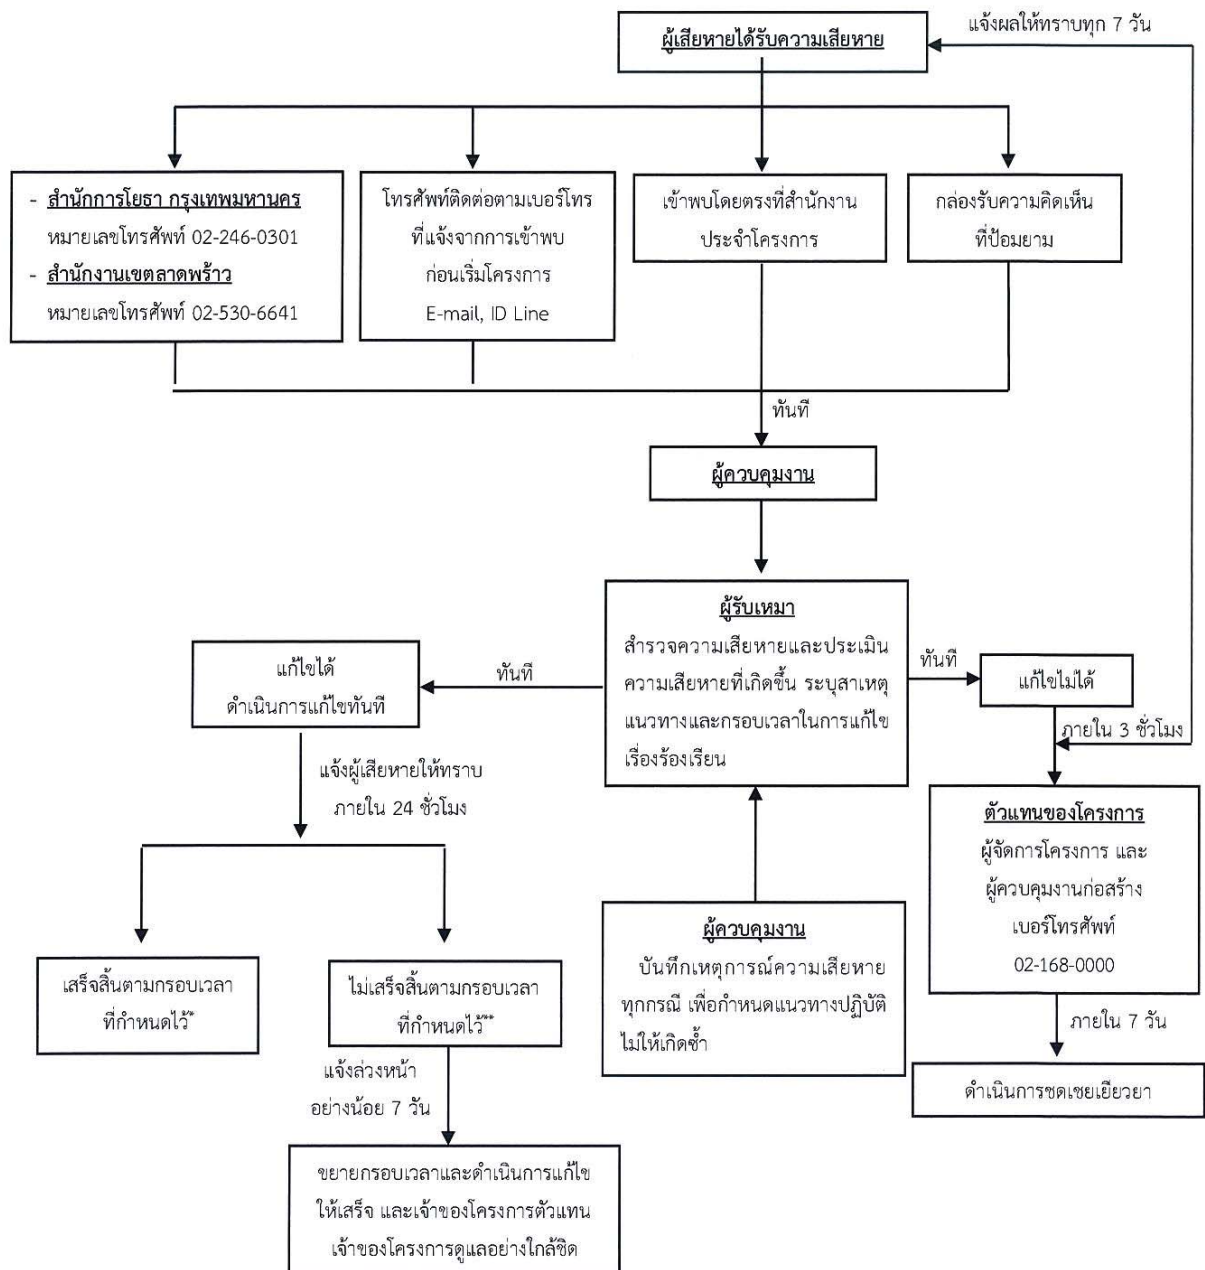 แจ้งผลให้ทราบทุก 7 วัน
ผู้เสียหายได้รับความเสียหาย
- สำนักการโยธา กรุงเทพมหานคร
หมายเลขโทรศัพท์ 02-246-0301
- สำนักงานเขตลาดพร้าว
หมายเลขโทรศัพท์ 02-530-6641
โทรศัพท์ติดต่อตามเบอร์โทร
ที่แจ้งจากการเข้าพบ
ก่อนเริ่มโครงการ
E-mail, ID Line
เข้าพบโดยตรงที่สำนักงาน
ประจำโครงการ
กล่องรับความคิดเห็น
ที่ป้อมยาม
ทันที
ผู้ควบคุมงาน
ผู้รับเหมา
สำรวจความเสียหายและประเมิน
ความเสียหายที่เกิดขึ้น ระบุสาเหตุ
แนวทางและกรอบเวลาในการแก้ไข
เรื่องร้องเรียน
ทันที
แก้ไขได้
ดำเนินการแก้ไขทันที
ทันที
แก้ไขไม่ได้
ภายใน 3 ชั่วโมง
แจ้งผู้เสียหายให้ทราบ
ภายใน 24 ชั่วโมง
ตัวแทนของโครงการ
ผู้จัดการโครงการ และ
ผู้ควบคุมงานก่อสร้าง
เบอร์โทรศัพท์
02-168-0000
ผู้ควบคุมงาน
บันทึกเหตุการณ์ความเสียหาย
ทุกกรณี เพื่อกำหนดแนวทางปฏิบัติ
ไม่ให้เกิดซ้ำ
เสร็จสิ้นตามกรอบเวลา
ที่กำหนดไว้*
ไม่เสร็จสิ้นตามกรอบเวลา
ที่กำหนดไว้**
ภายใน 7 วัน
แจ้งล่วงหน้า
อย่างน้อย 7 วัน
ดำเนินการชดเชยเยียวยา
ขยายกรอบเวลาและดำเนินการแก้ไข
ให้เสร็จ และเจ้าของโครงการตัวแทน
เจ้าของโครงการดูแลอย่างใกล้ชิด